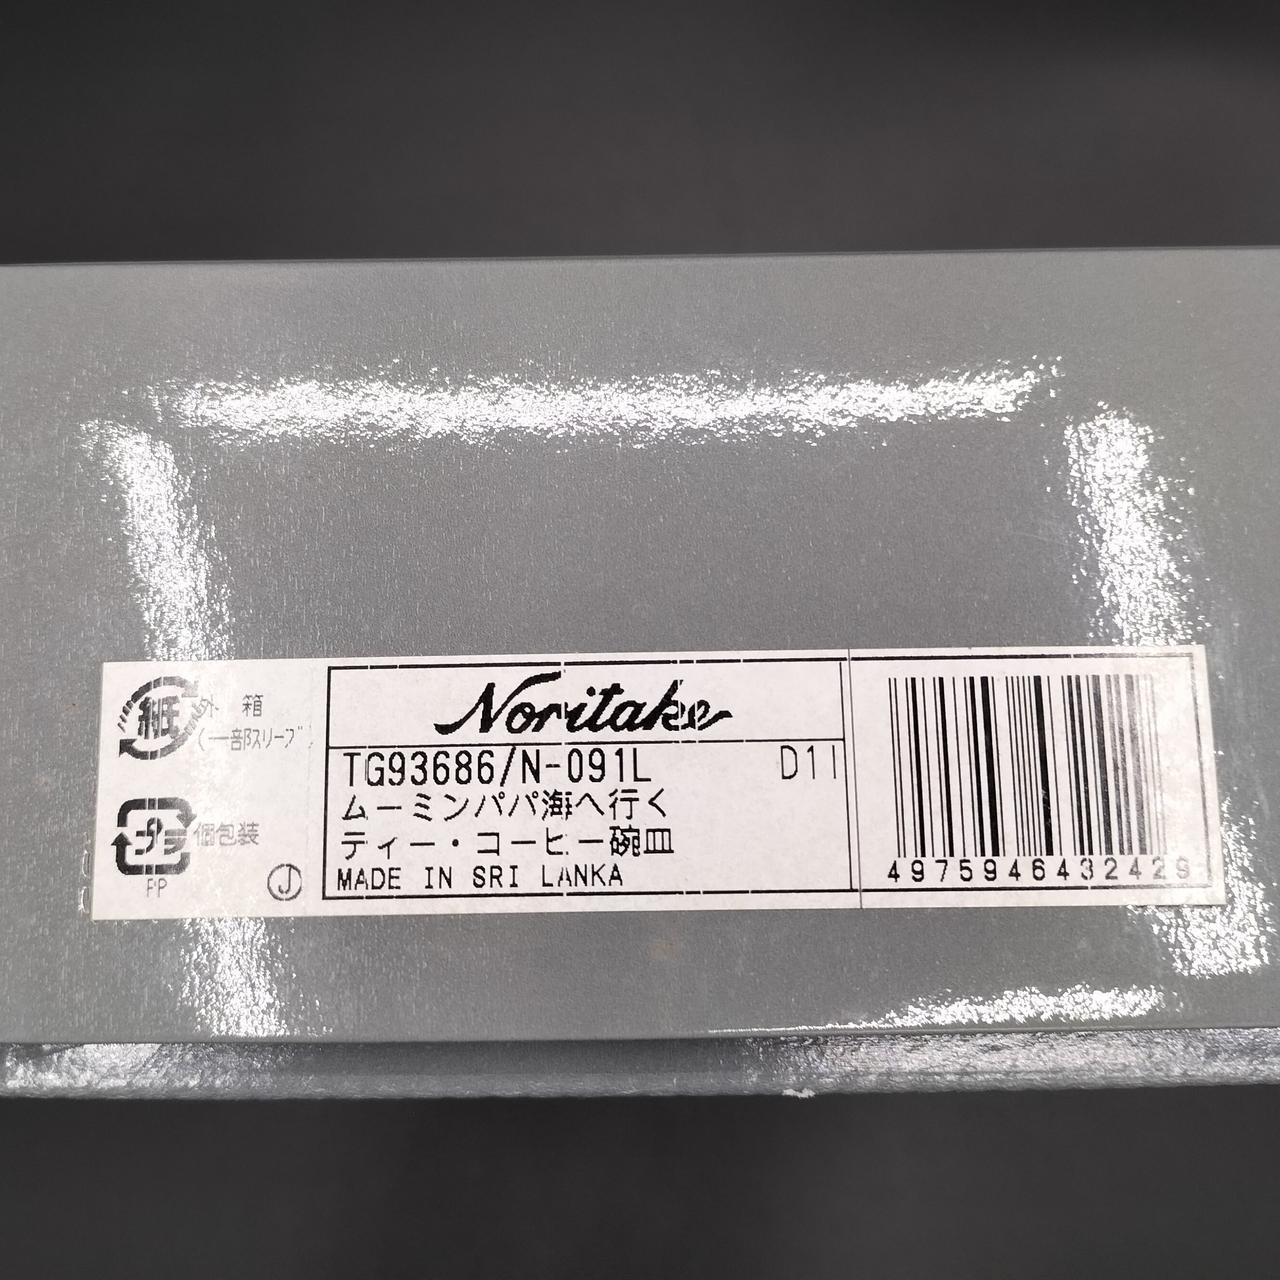 紙 外箱
(一部スリーブ)
プラ 個包装
PP
J
Noritake
TG93686/N-091L D11
ムーミンパパ海へ行く
ティー・コーヒー碗皿
MADE IN SRI LANKA
4975946432429